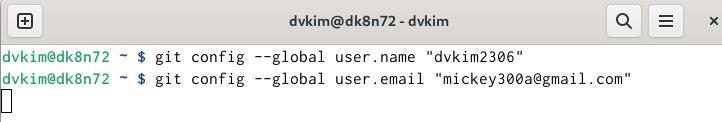 dvkim@dk8n72 - dvkim
dvkim@dk8n72 ~ $ git config --global user.name "dvkim2306"
dvkim@dk8n72 ~ $ git config --global user.email "mickey300a@gmail.com"